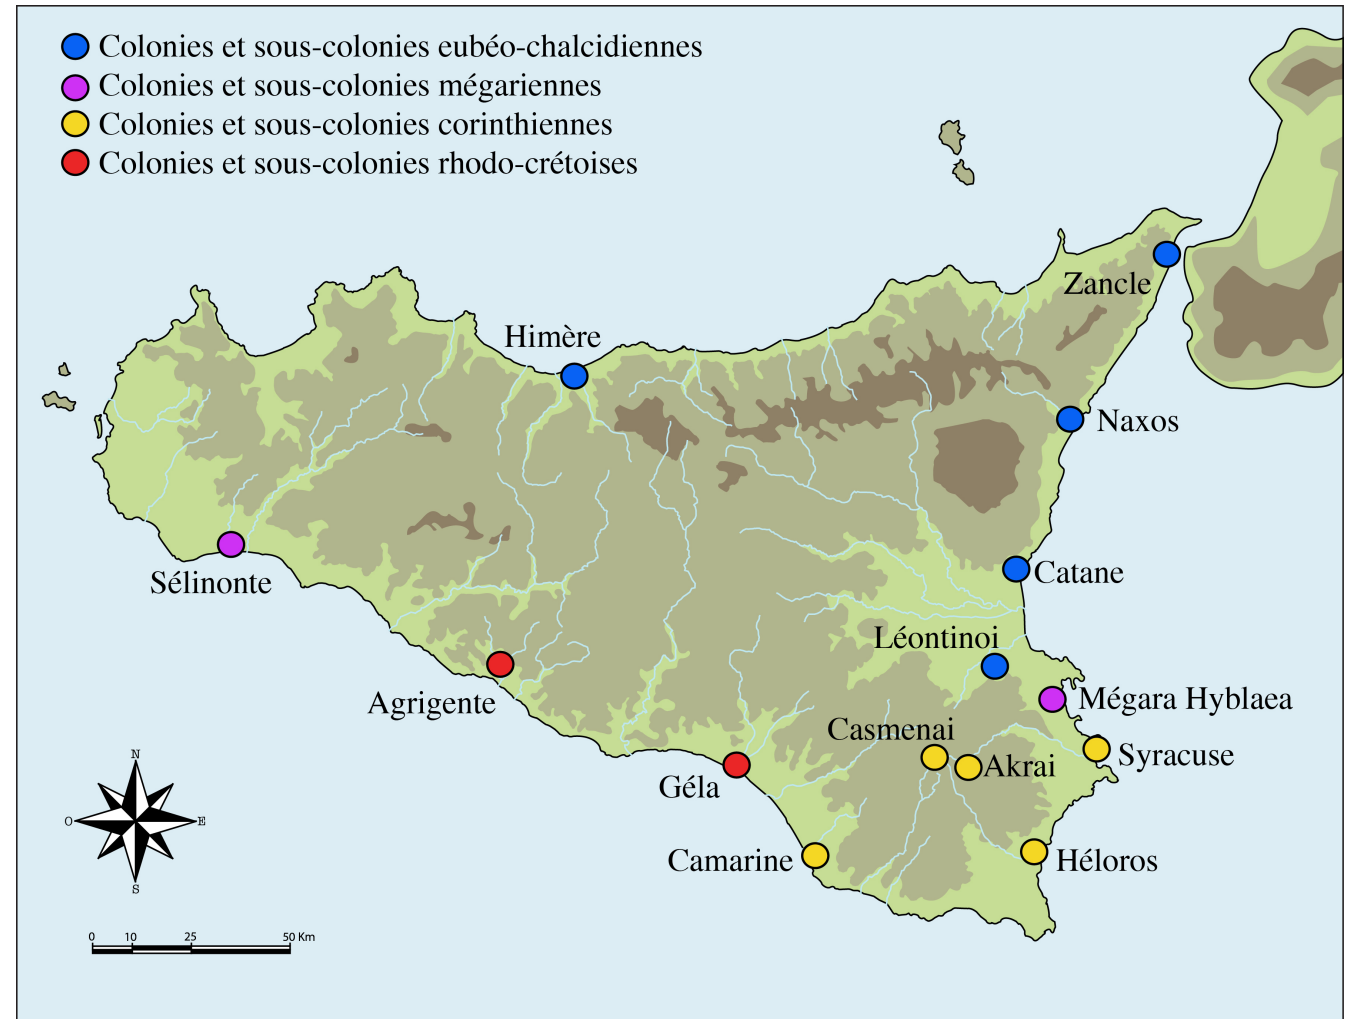 Colonies et sous-colonies eubéo-chalcidiennes
Colonies et sous-colonies mégariennes
Colonies et sous-colonies corinthiennes
Colonies et sous-colonies rhodo-crétoises
Zancle
Himère
Naxos
Sélinonte
Catane
Léontinoi
Agrigente
Mégara Hyblaea
Casmenai
Akrai
Syracuse
Géla
Camarine
Héloros
N
O
E
S
0 10 25 50 Km